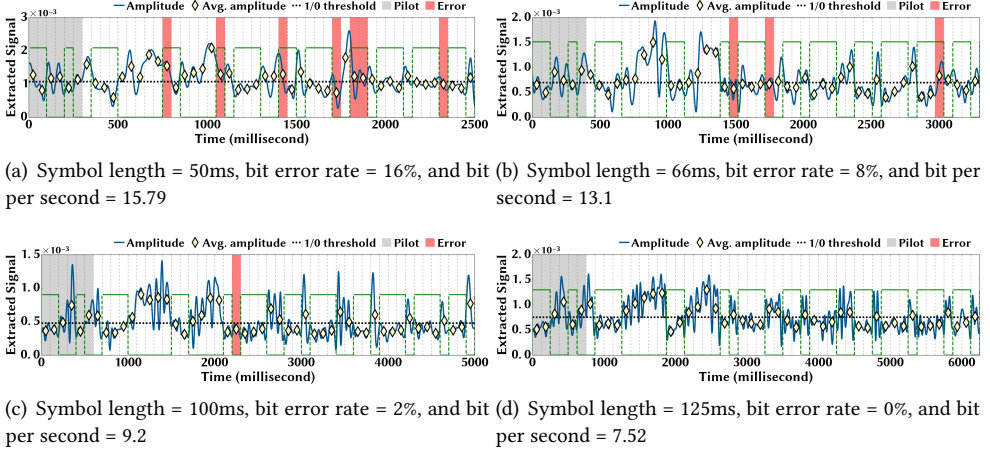 Amplitude Avg. amplitude 1/0 threshold Pilot Error
×10⁻³
3
2
1
0
Extracted Signal
0 500 1000 1500 2000 2500
Time (millisecond)
(a) Symbol length = 50ms, bit error rate = 16%, and bit
per second = 15.79
Amplitude Avg. amplitude 1/0 threshold Pilot Error
×10⁻³
2.0
1.5
1.0
0.5
0.0
Extracted Signal
0 500 1000 1500 2000 2500 3000
Time (millisecond)
(b) Symbol length = 66ms, bit error rate = 8%, and bit per
second = 13.1
Amplitude Avg. amplitude 1/0 threshold Pilot Error
×10⁻³
1.5
1.0
0.5
0.0
Extracted Signal
0 1000 2000 3000 4000 5000
Time (millisecond)
(c) Symbol length = 100ms, bit error rate = 2%, and bit
per second = 9.2
Amplitude Avg. amplitude 1/0 threshold Pilot Error
×10⁻³
2.0
1.5
1.0
0.5
0.0
Extracted Signal
0 1000 2000 3000 4000 5000 6000
Time (millisecond)
(d) Symbol length = 125ms, bit error rate = 0%, and bit
per second = 7.52